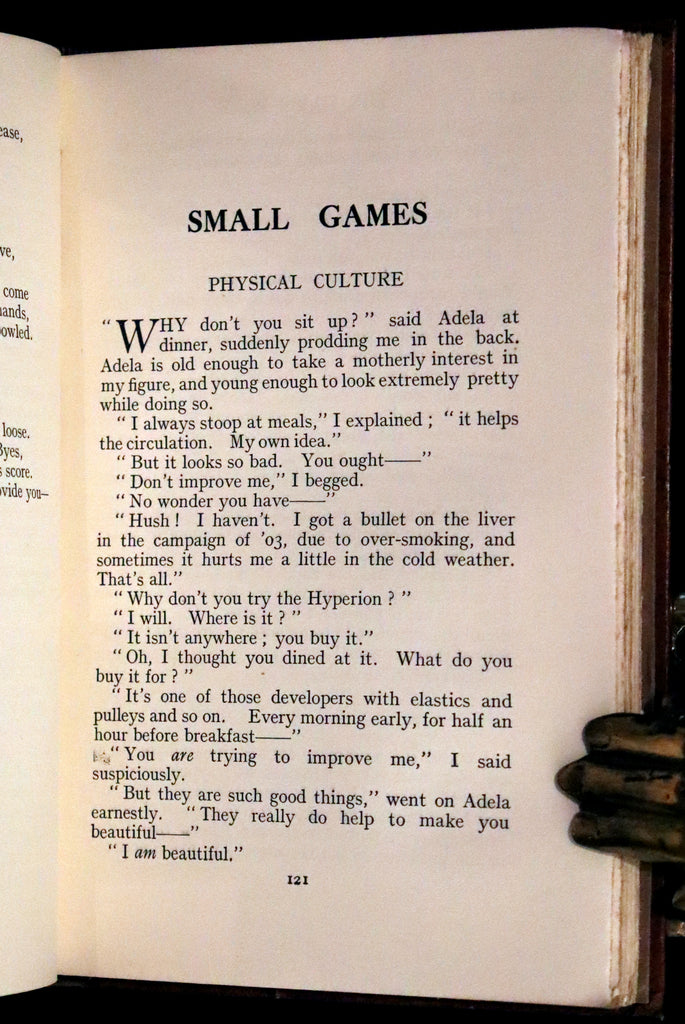 ease,
ve,
come
ands,
owled.
loose.
Byes,
s score.
vide you—
SMALL GAMES
PHYSICAL CULTURE
“WHY don't you sit up?” said Adela at
dinner, suddenly prodding me in the back.
Adela is old enough to take a motherly interest in
my figure, and young enough to look extremely pretty
while doing so.
“I always stoop at meals,” I explained; “it helps
the circulation. My own idea.”
“But it looks so bad. You ought——”
“Don't improve me,” I begged.
“No wonder you have——”
“Hush! I haven't. I got a bullet on the liver
in the campaign of '03, due to over-smoking, and
sometimes it hurts me a little in the cold weather.
That's all.”
“Why don't you try the Hyperion?”
“I will. Where is it?”
“It isn't anywhere; you buy it.”
“Oh, I thought you dined at it. What do you
buy it for?”
“It's one of those developers with elastics and
pulleys and so on. Every morning early, for half an
hour before breakfast——”
“You are trying to improve me,” I said
suspiciously.
“But they are such good things,” went on Adela
earnestly. “They really do help to make you
beautiful——”
“I am beautiful.”
121